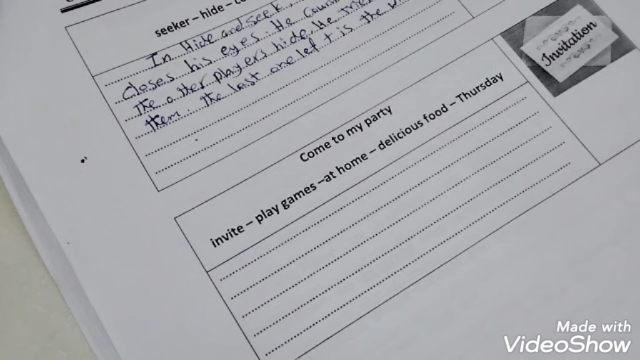 seeker – hide – co
In Hide and seek
closes his eyes. He coun
the other players hide, He
them. The last one left is the
Invitation
Come to my party
invite – play games –at home – delicious food – Thursday
Made with
VideoShow